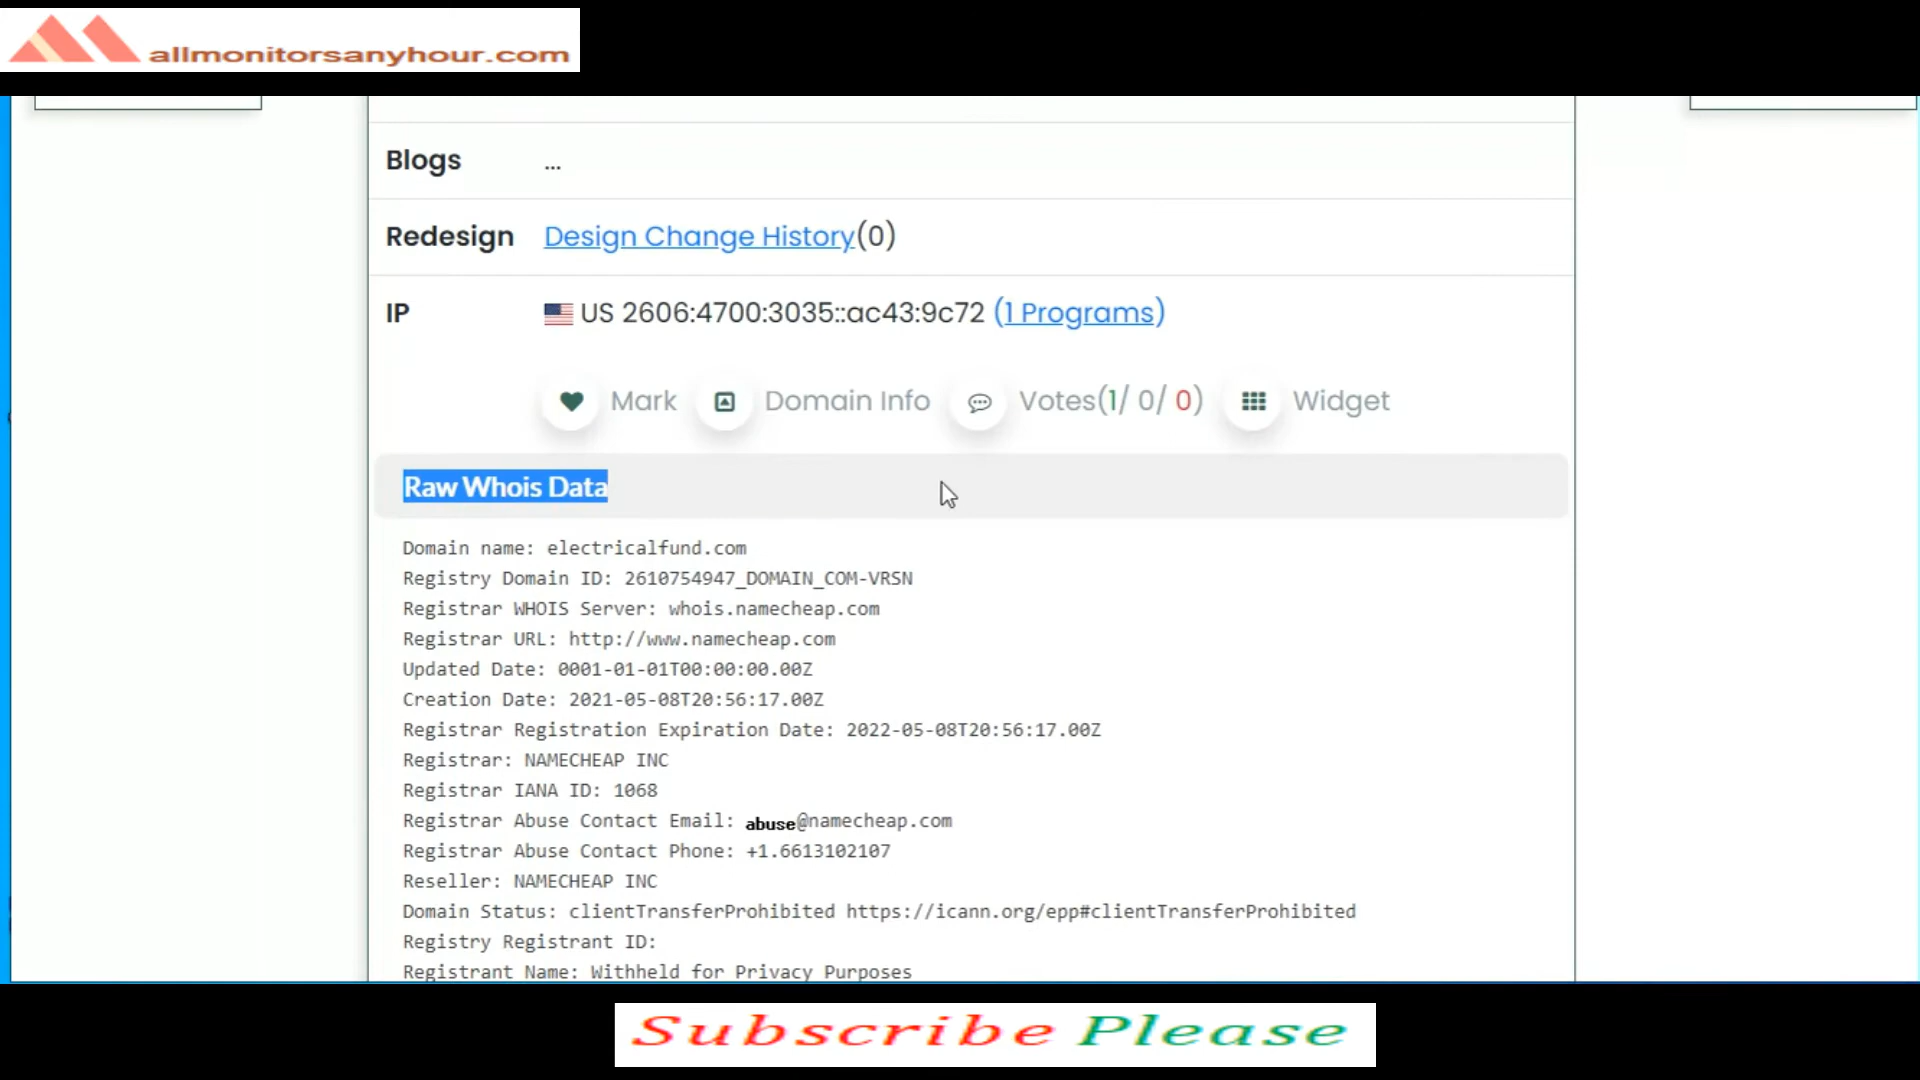 allmonitorsanyhour.com
Blogs ...
Redesign Design Change History(0)
IP US 2606:4700:3035::ac43:9c72 (1 Programs)
Mark Domain Info Votes(1/ 0/ 0) Widget
Raw Whois Data
Domain name: electricalfund.com
Registry Domain ID: 2610754947_DOMAIN_COM-VRSN
Registrar WHOIS Server: whois.namecheap.com
Registrar URL: http://www.namecheap.com
Updated Date: 0001-01-01T00:00:00.00Z
Creation Date: 2021-05-08T20:56:17.00Z
Registrar Registration Expiration Date: 2022-05-08T20:56:17.00Z
Registrar: NAMECHEAP INC
Registrar IANA ID: 1068
Registrar Abuse Contact Email: abuse@namecheap.com
Registrar Abuse Contact Phone: +1.6613102107
Reseller: NAMECHEAP INC
Domain Status: clientTransferProhibited https://icann.org/epp#clientTransferProhibited
Registry Registrant ID:
Registrant Name: Withheld for Privacy Purposes
Subscribe Please